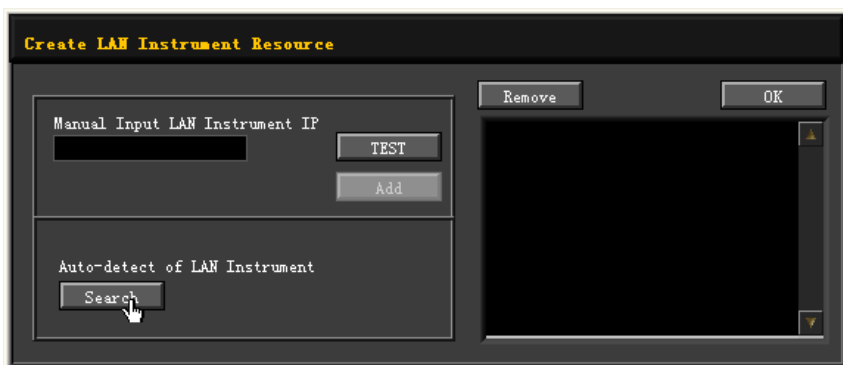 Create LAN Instrument Resource
Remove
OK
Manual Input LAN Instrument IP
TEST
Add
Auto-detect of LAN Instrument
Search